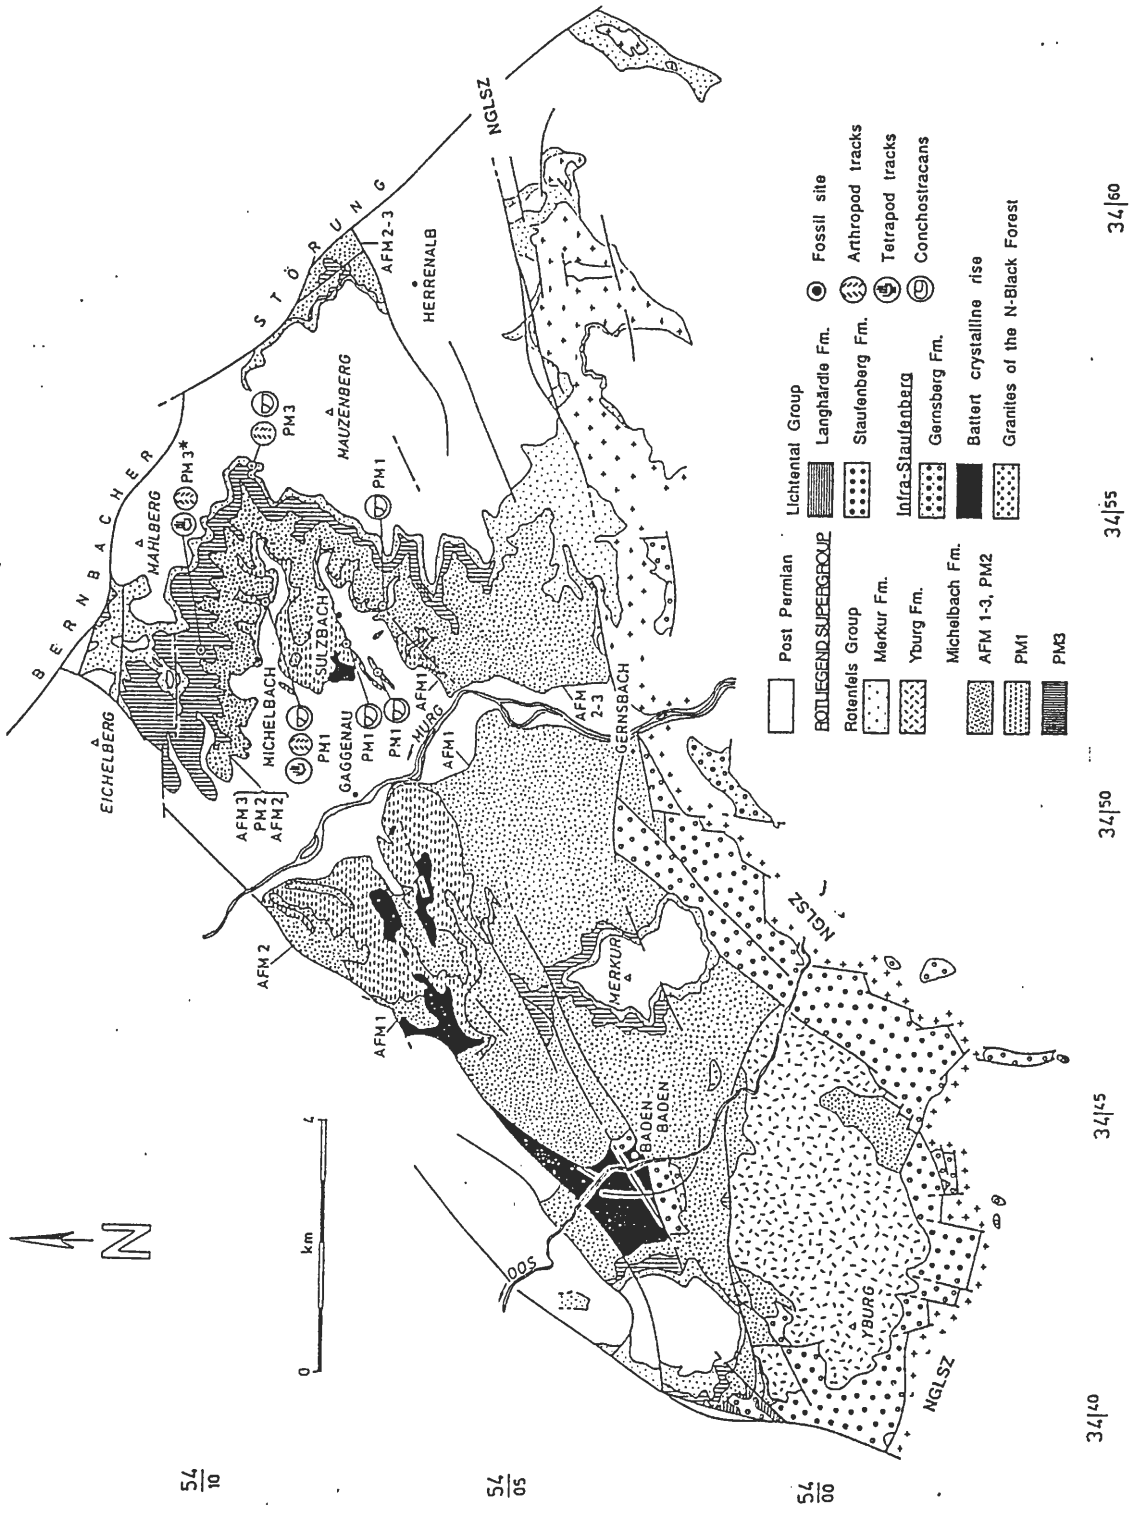 BERNBACHER STÖRUNG
NGLSZ
EICHELBERG
MAHLBERG
PM3*
PM3
MAUZENBERG
AFM2-3
HERRENALB
AFM3
PM2
AFM2
MICHELBACH
PM1
SULZBACH
PM1
GAGGENAU
PM1
PM1
AFM1
MURG
AFM1
AFM
2-3
GERNSBACH
AFM2
AFM1
MERKUR
NGLSZ
BADEN
BADEN
OOS
YBURG
NGLSZ
N
0 km 4
54
10
54
05
54
00
34|40
34|45
34|50
34|55
34|60
Post Permian
ROTLIEGEND SUPERGROUP
Rotenfels Group
Merkur Fm.
Yburg Fm.
Michelbach Fm.
AFM 1-3, PM2
PM1
PM3
Lichtental Group
Langhärdle Fm.
Staufenberg Fm.
Infra-Staufenberg
Gernsberg Fm.
Battert crystalline rise
Granites of the N-Black Forest
Fossil site
Arthropod tracks
Tetrapod tracks
Conchostracans